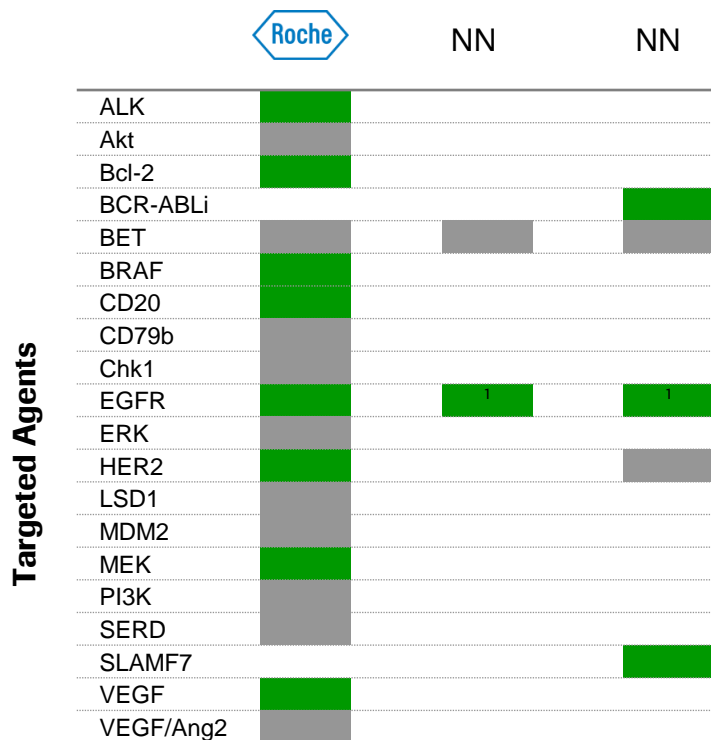 Roche NN NN
Targeted Agents
ALK
Akt
Bcl-2
BCR-ABLi
BET
BRAF
CD20
CD79b
Chk1
EGFR 1 1
ERK
HER2
LSD1
MDM2
MEK
PI3K
SERD
SLAMF7
VEGF
VEGF/Ang2